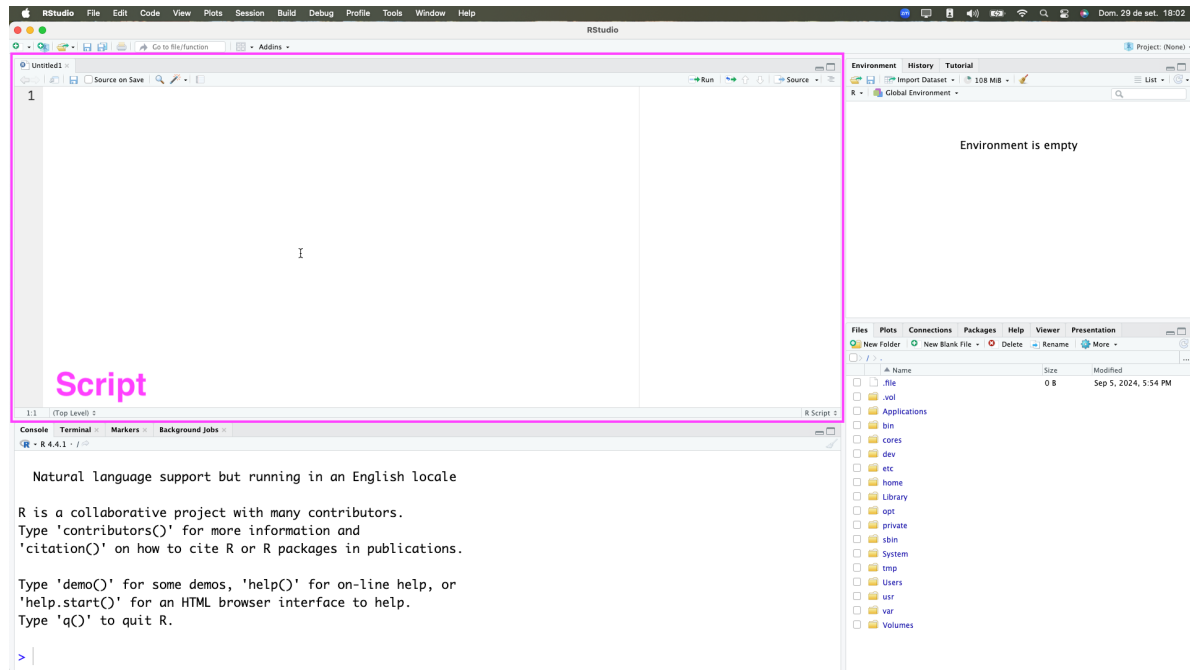 RStudio File Edit Code View Plots Session Build Debug Profile Tools Window Help
zm Dom. 29 de set. 18:02
RStudio
Go to file/function Addins Project: (None)
Untitled1
Source on Save Run Source
1
Script
1:1 (Top Level) R Script
Console Terminal Markers Background Jobs
R 4.4.1 · /
Natural language support but running in an English locale
R is a collaborative project with many contributors.
Type 'contributors()' for more information and
'citation()' on how to cite R or R packages in publications.
Type 'demo()' for some demos, 'help()' for on-line help, or
'help.start()' for an HTML browser interface to help.
Type 'q()' to quit R.
>
Environment History Tutorial
Import Dataset 108 MiB List
R Global Environment
Environment is empty
Files Plots Connections Packages Help Viewer Presentation
New Folder New Blank File Delete Rename More
/ ...
Name Size Modified
.file 0 B Sep 5, 2024, 5:54 PM
.vol
Applications
bin
cores
dev
etc
home
Library
opt
private
sbin
System
tmp
Users
usr
var
Volumes